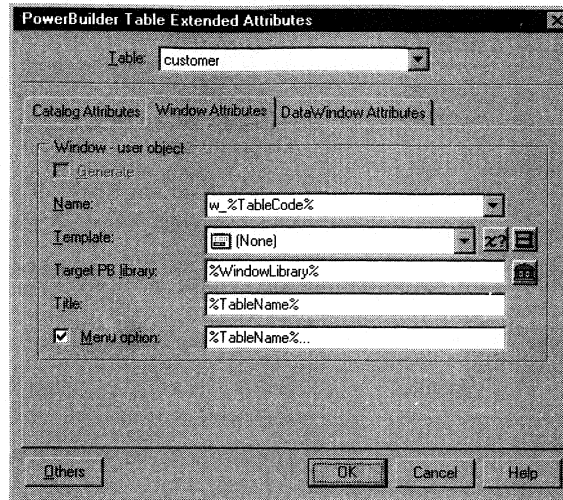 PowerBuilder Table Extended Attributes
Table: customer
Catalog Attributes Window Attributes DataWindow Attributes
Window - user object
Generate
Name: w_%TableCode%
Template: (None)
Target PB library: %WindowLibrary%
Title: %TableName%
Menu option: %TableName%...
Others OK Cancel Help